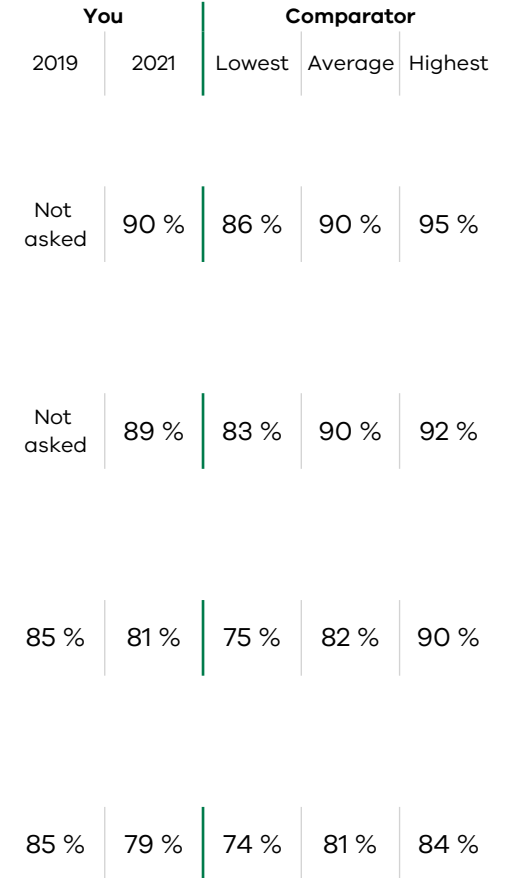 You Comparator
2019 2021 Lowest Average Highest
Not
asked 90 % 86 % 90 % 95 %
Not
asked 89 % 83 % 90 % 92 %
85 % 81 % 75 % 82 % 90 %
85 % 79 % 74 % 81 % 84 %